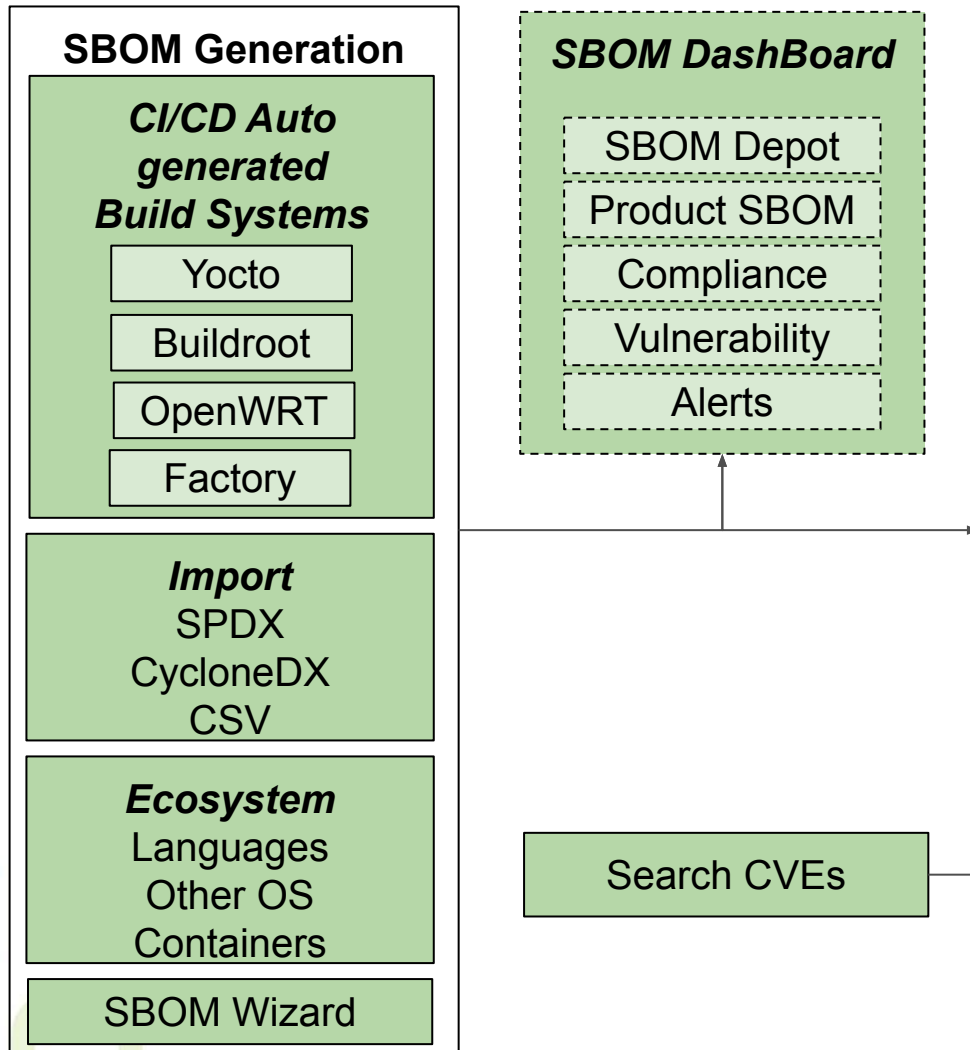 SBOM Generation
CI/CD Auto
generated
Build Systems
Yocto
Buildroot
OpenWRT
Factory
Import
SPDX
CycloneDX
CSV
Ecosystem
Languages
Other OS
Containers
SBOM Wizard
SBOM DashBoard
SBOM Depot
Product SBOM
Compliance
Vulnerability
Alerts
Search CVEs